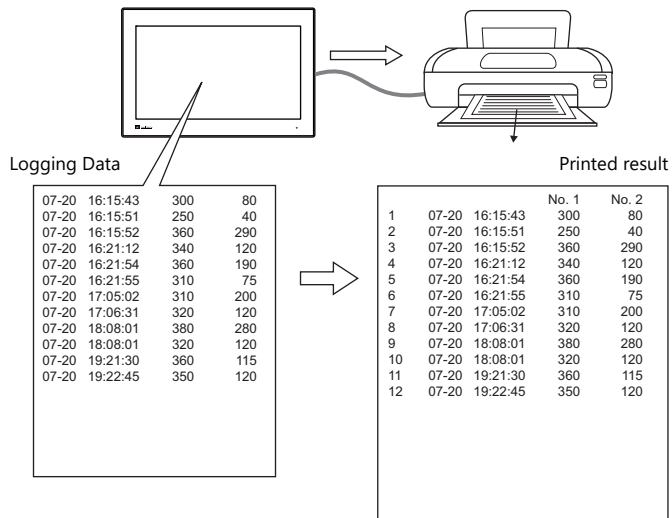 Logging Data
07-20 16:15:43 300 80
07-20 16:15:51 250 40
07-20 16:15:52 360 290
07-20 16:21:12 340 120
07-20 16:21:54 360 190
07-20 16:21:55 310 75
07-20 17:05:02 310 200
07-20 17:06:31 320 120
07-20 18:08:01 380 280
07-20 18:08:01 320 120
07-20 19:21:30 360 115
07-20 19:22:45 350 120
Printed result
No. 1 No. 2
1 07-20 16:15:43 300 80
2 07-20 16:15:51 250 40
3 07-20 16:15:52 360 290
4 07-20 16:21:12 340 120
5 07-20 16:21:54 360 190
6 07-20 16:21:55 310 75
7 07-20 17:05:02 310 200
8 07-20 17:06:31 320 120
9 07-20 18:08:01 380 280
10 07-20 18:08:01 320 120
11 07-20 19:21:30 360 115
12 07-20 19:22:45 350 120